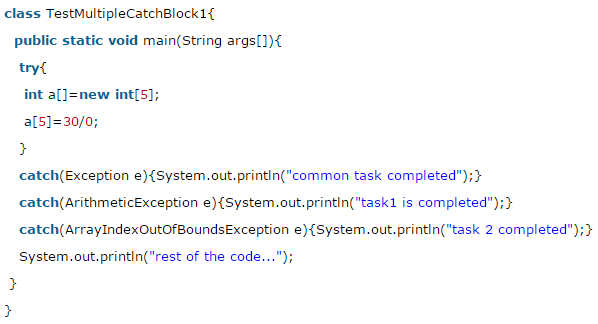 class TestMultipleCatchBlock1{
public static void main(String args[]){
try{
int a[]=new int[5];
a[5]=30/0;
}
catch(Exception e){System.out.println("common task completed");}
catch(ArithmeticException e){System.out.println("task1 is completed");}
catch(ArrayIndexOutOfBoundsException e){System.out.println("task 2 completed");}
System.out.println("rest of the code...");
}
}